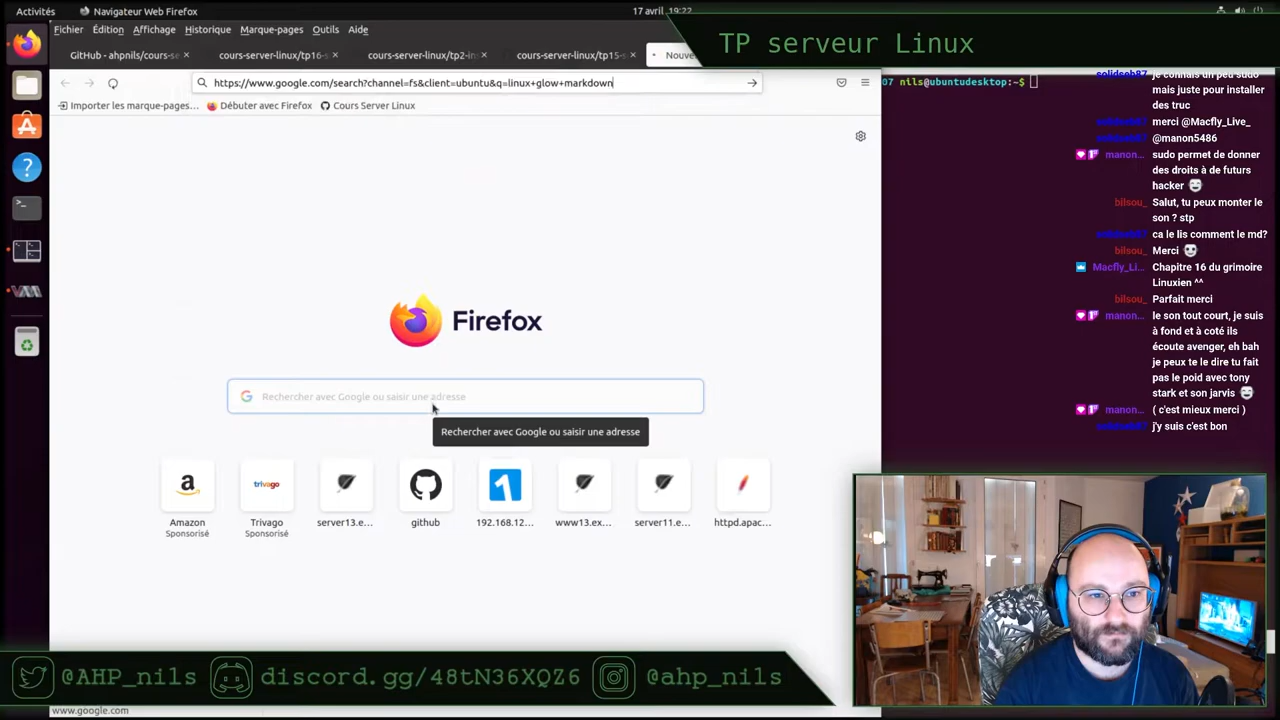 Activités
Navigateur Web Firefox
17 avril 19:22
Fichier Édition Affichage Historique Marque-pages Outils Aide
GitHub - ahpnils/cours-se
cours-server-linux/tp16-
cours-server-linux/tp2-in
cours-server-linux/tp15-s
Nouve
https://www.google.com/search?channel=fs&client=ubuntu&q=linux+glow+markdown
Importer les marque-pages...
Débuter avec Firefox
Cours Server Linux
Firefox
Rechercher avec Google ou saisir une adresse
Rechercher avec Google ou saisir une adresse
Amazon
Sponsorisé
Trivago
Sponsorisé
server13.e...
github
192.168.12...
www13.ex...
server11.e...
httpd.apac...
www.google.com
TP serveur Linux
07 nils@ubuntudesktop:~$
je connais un peu sudo
mais juste pour installer
des truc
merci @Macfly_Live_
@manon5486
manon... sudo permet de donner
des droits à de futurs
hacker
bilsou_ Salut, tu peux monter le
son ? stp
ca le lis comment le md?
bilsou_ Merci
Macfly_Li... Chapitre 16 du grimoire
Linuxien ^^
bilsou_ Parfait merci
manon... le son tout court, je suis
à fond et à coté ils
écoute avenger, eh bah
je peux te le dire tu fait
pas le poid avec tony
stark et son jarvis
manon... ( c'est mieux merci )
j'y suis c'est bon
@AHP_nils
discord.gg/48tN36XQZ6
@ahp_nils